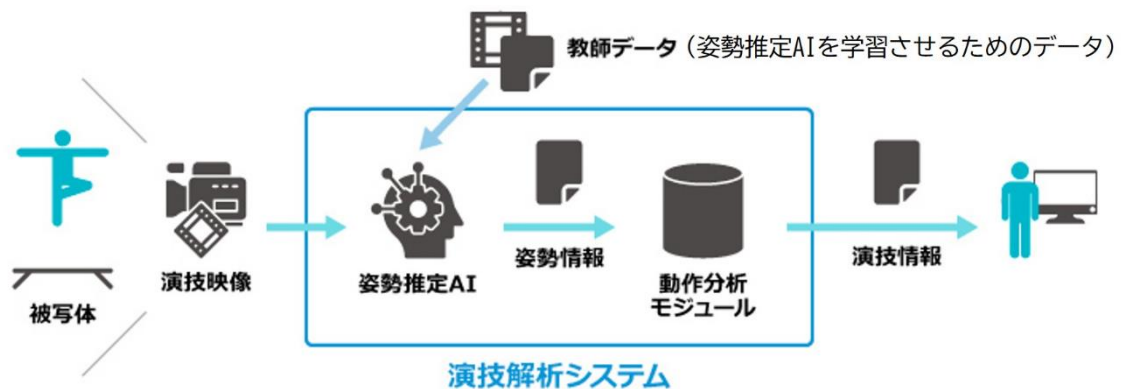 教師データ（姿勢推定AIを学習させるためのデータ）
被写体
演技映像
姿勢推定AI
姿勢情報
動作分析
モジュール
演技情報
演技解析システム